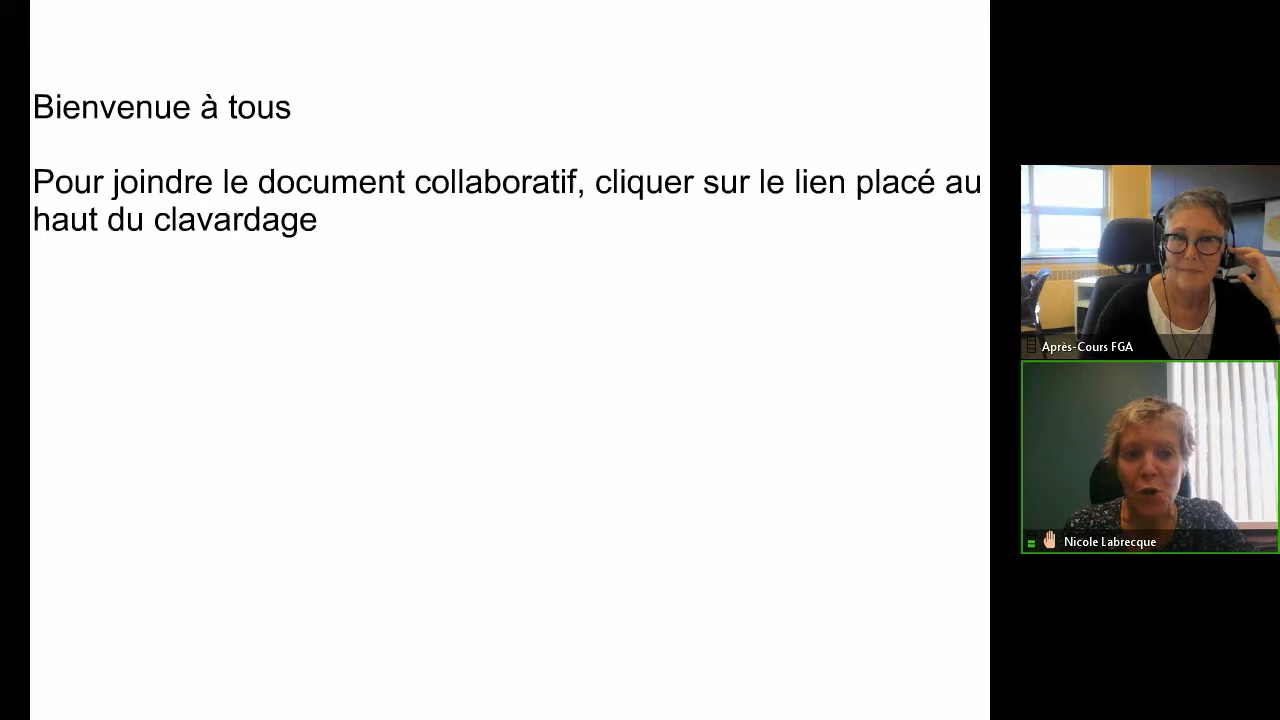 Bienvenue à tous
Pour joindre le document collaboratif, cliquer sur le lien placé au
haut du clavardage
Après-Cours FGA
Nicole Labrecque